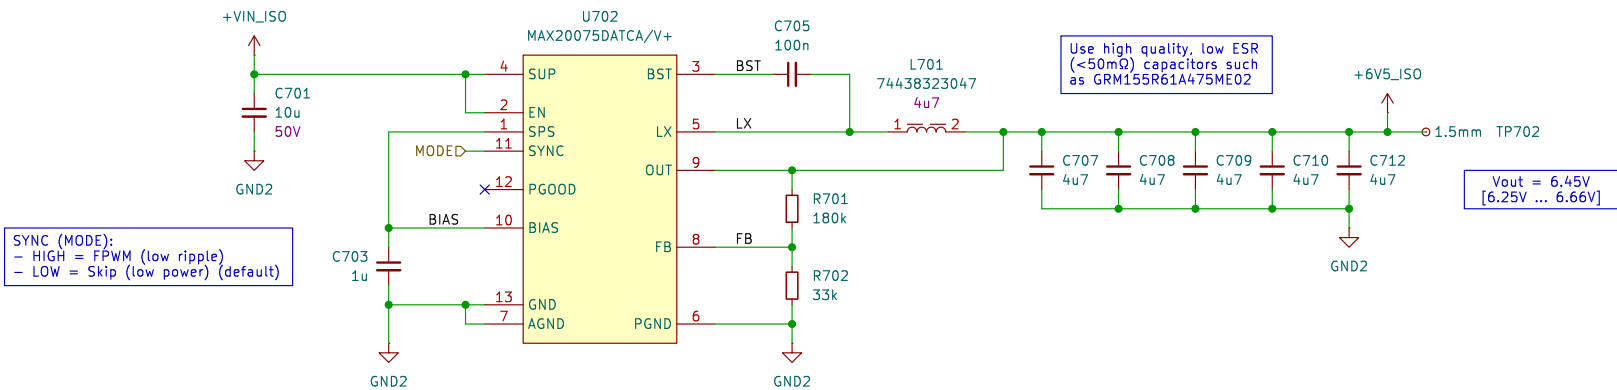 +VIN_ISO
C701
10u
50V
GND2
SYNC (MODE):
- HIGH = FPWM (low ripple)
- LOW = Skip (low power) (default)
MODE
BIAS
C703
1u
GND2
U702
MAX20075DATCA/V+
4 SUP
2 EN
1 SPS
11 SYNC
12 PGOOD
10 BIAS
13 GND
7 AGND
BST 3
LX 5
OUT 9
FB 8
PGND 6
BST
LX
FB
C705
100n
L701
74438323047
4u7
1 2
R701
180k
R702
33k
GND2
Use high quality, low ESR
(<50mΩ) capacitors such
as GRM155R61A475ME02
+6V5_ISO
1.5mm TP702
C707
4u7
C708
4u7
C709
4u7
C710
4u7
C712
4u7
GND2
Vout = 6.45V
[6.25V ... 6.66V]